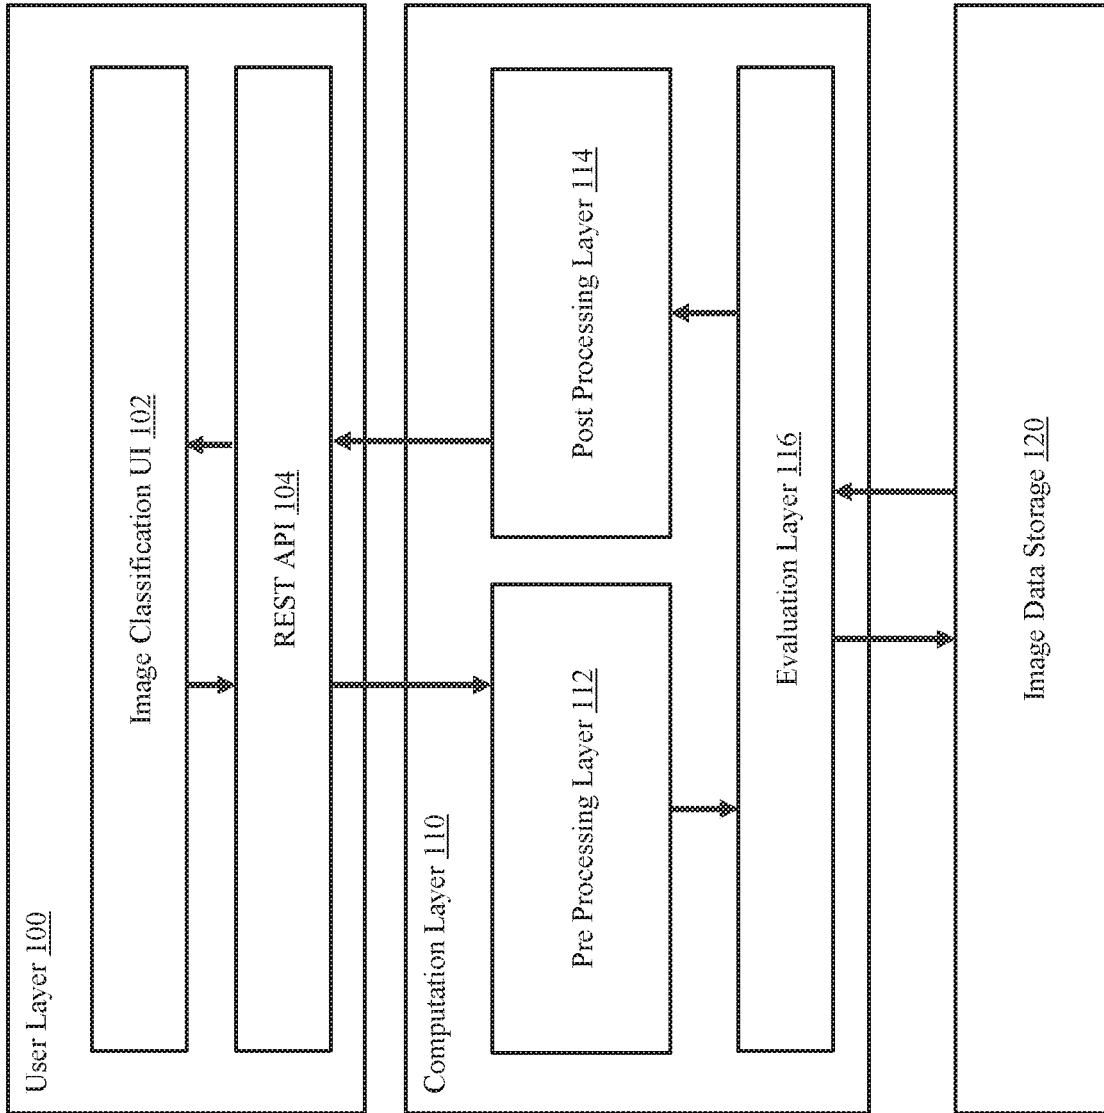 User Layer 100
Image Classification UI 102
REST API 104
Computation Layer 110
Pre Processing Layer 112
Post Processing Layer 114
Evaluation Layer 116
Image Data Storage 120